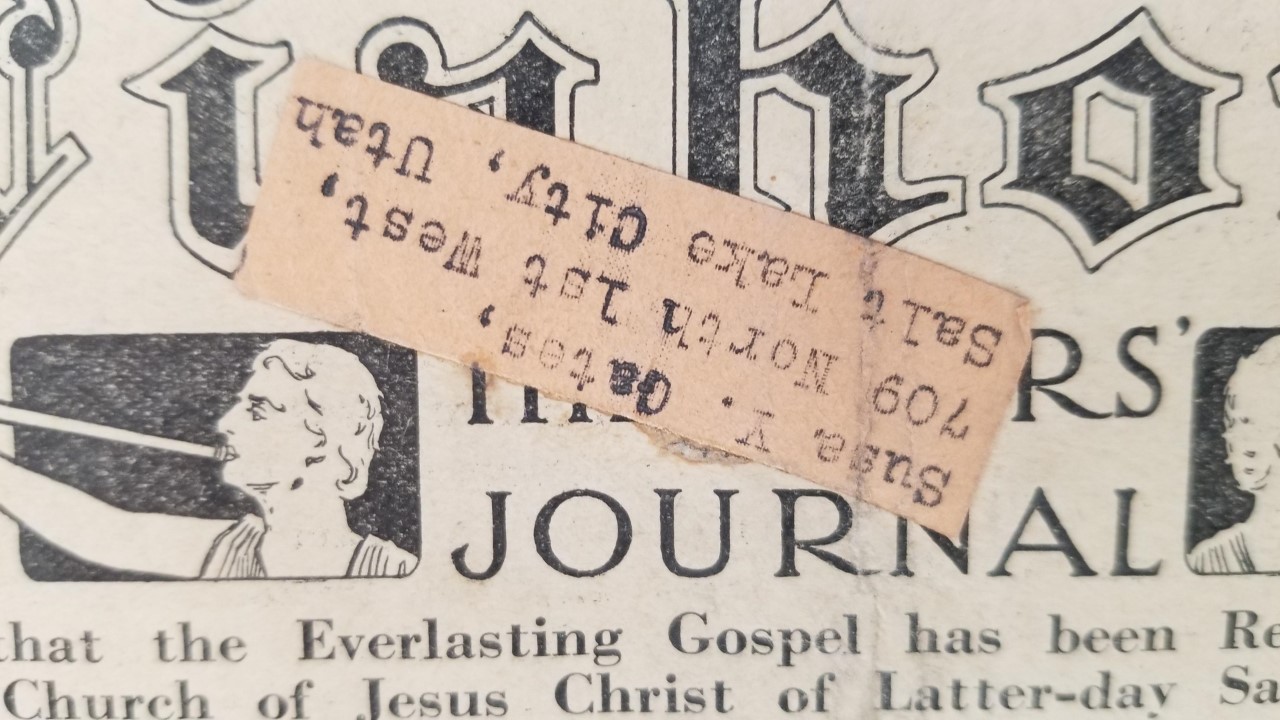 Susa Y. Gates,
709 North 1st West,
Salt Lake City, Utah
JOURNAL
that the Everlasting Gospel has been
Church of Jesus Christ of Latter-day